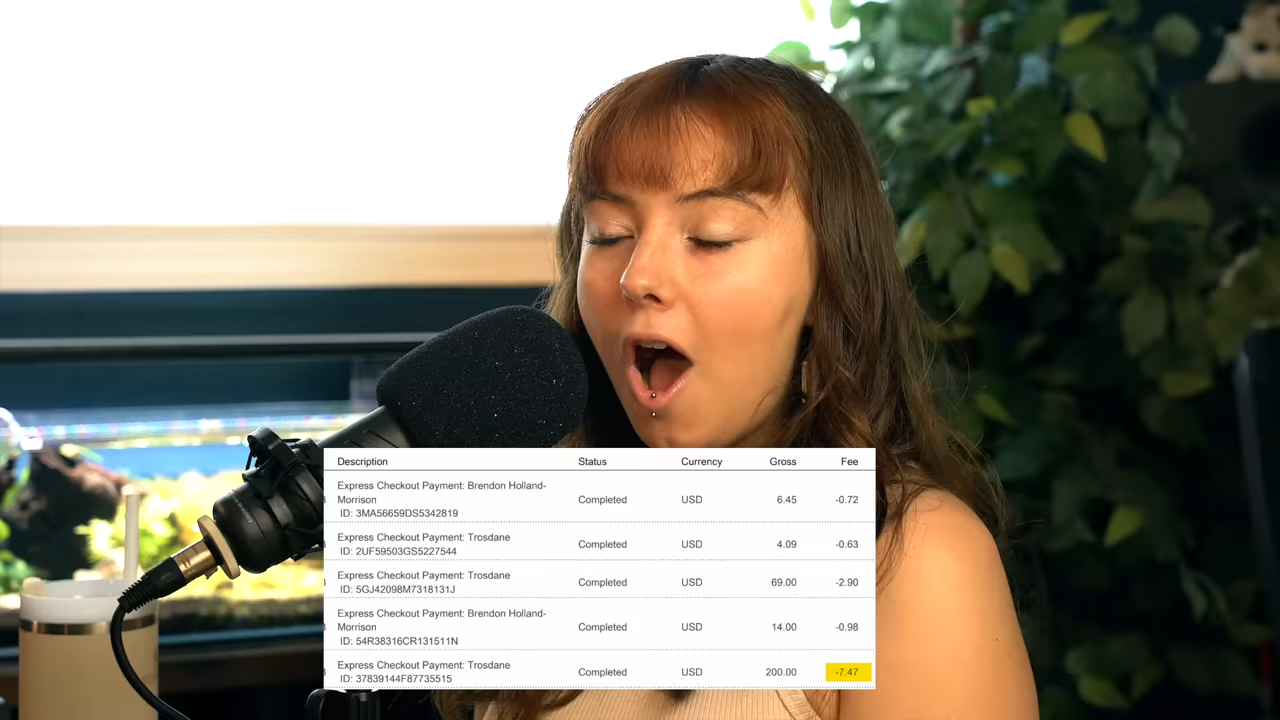 Description Status Currency Gross Fee
Express Checkout Payment: Brendon Holland-
Morrison Completed USD 6.45 -0.72
ID: 3MA56659DS5342819
Express Checkout Payment: Trosdane
Completed USD 4.09 -0.63
ID: 2UF59503GS5227544
Express Checkout Payment: Trosdane
Completed USD 69.00 -2.90
ID: 5GJ42098M7318131J
Express Checkout Payment: Brendon Holland-
Morrison Completed USD 14.00 -0.98
ID: 54R38316CR131511N
Express Checkout Payment: Trosdane
Completed USD 200.00 -7.47
ID: 37839144F87735515